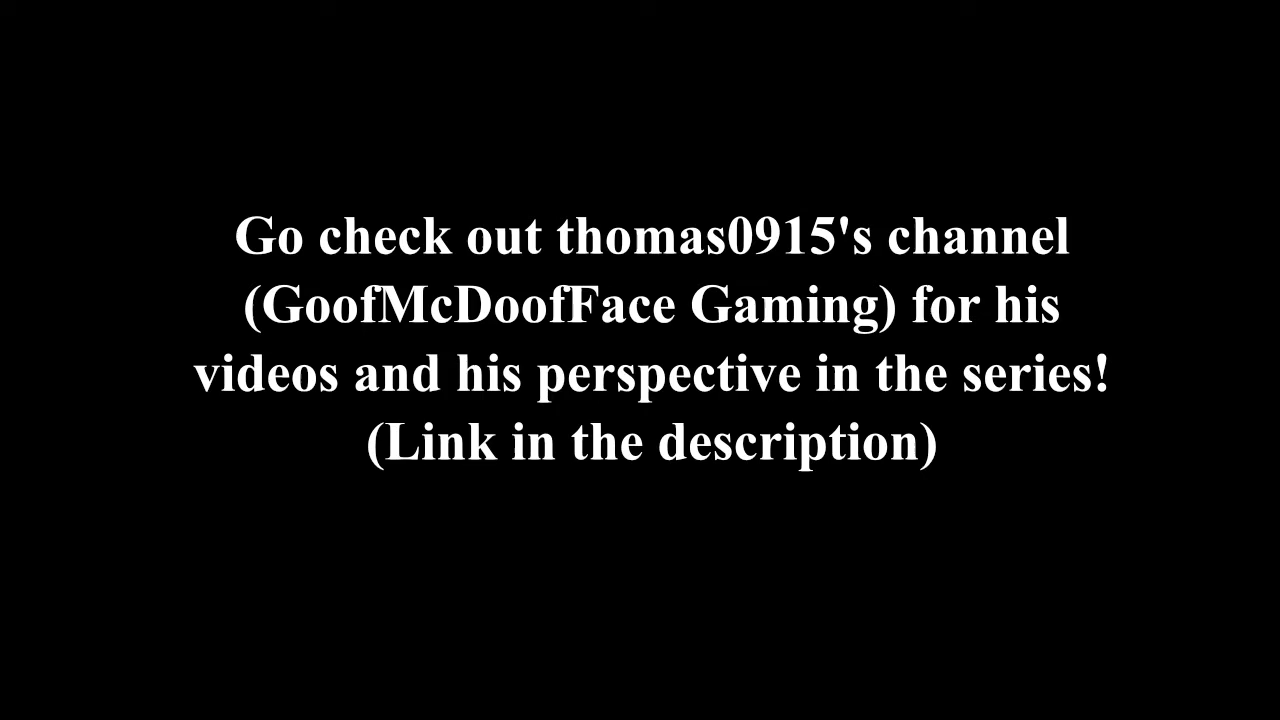 Go check out thomas0915's channel
(GoofMcDoofFace Gaming) for his
videos and his perspective in the series!
(Link in the description)